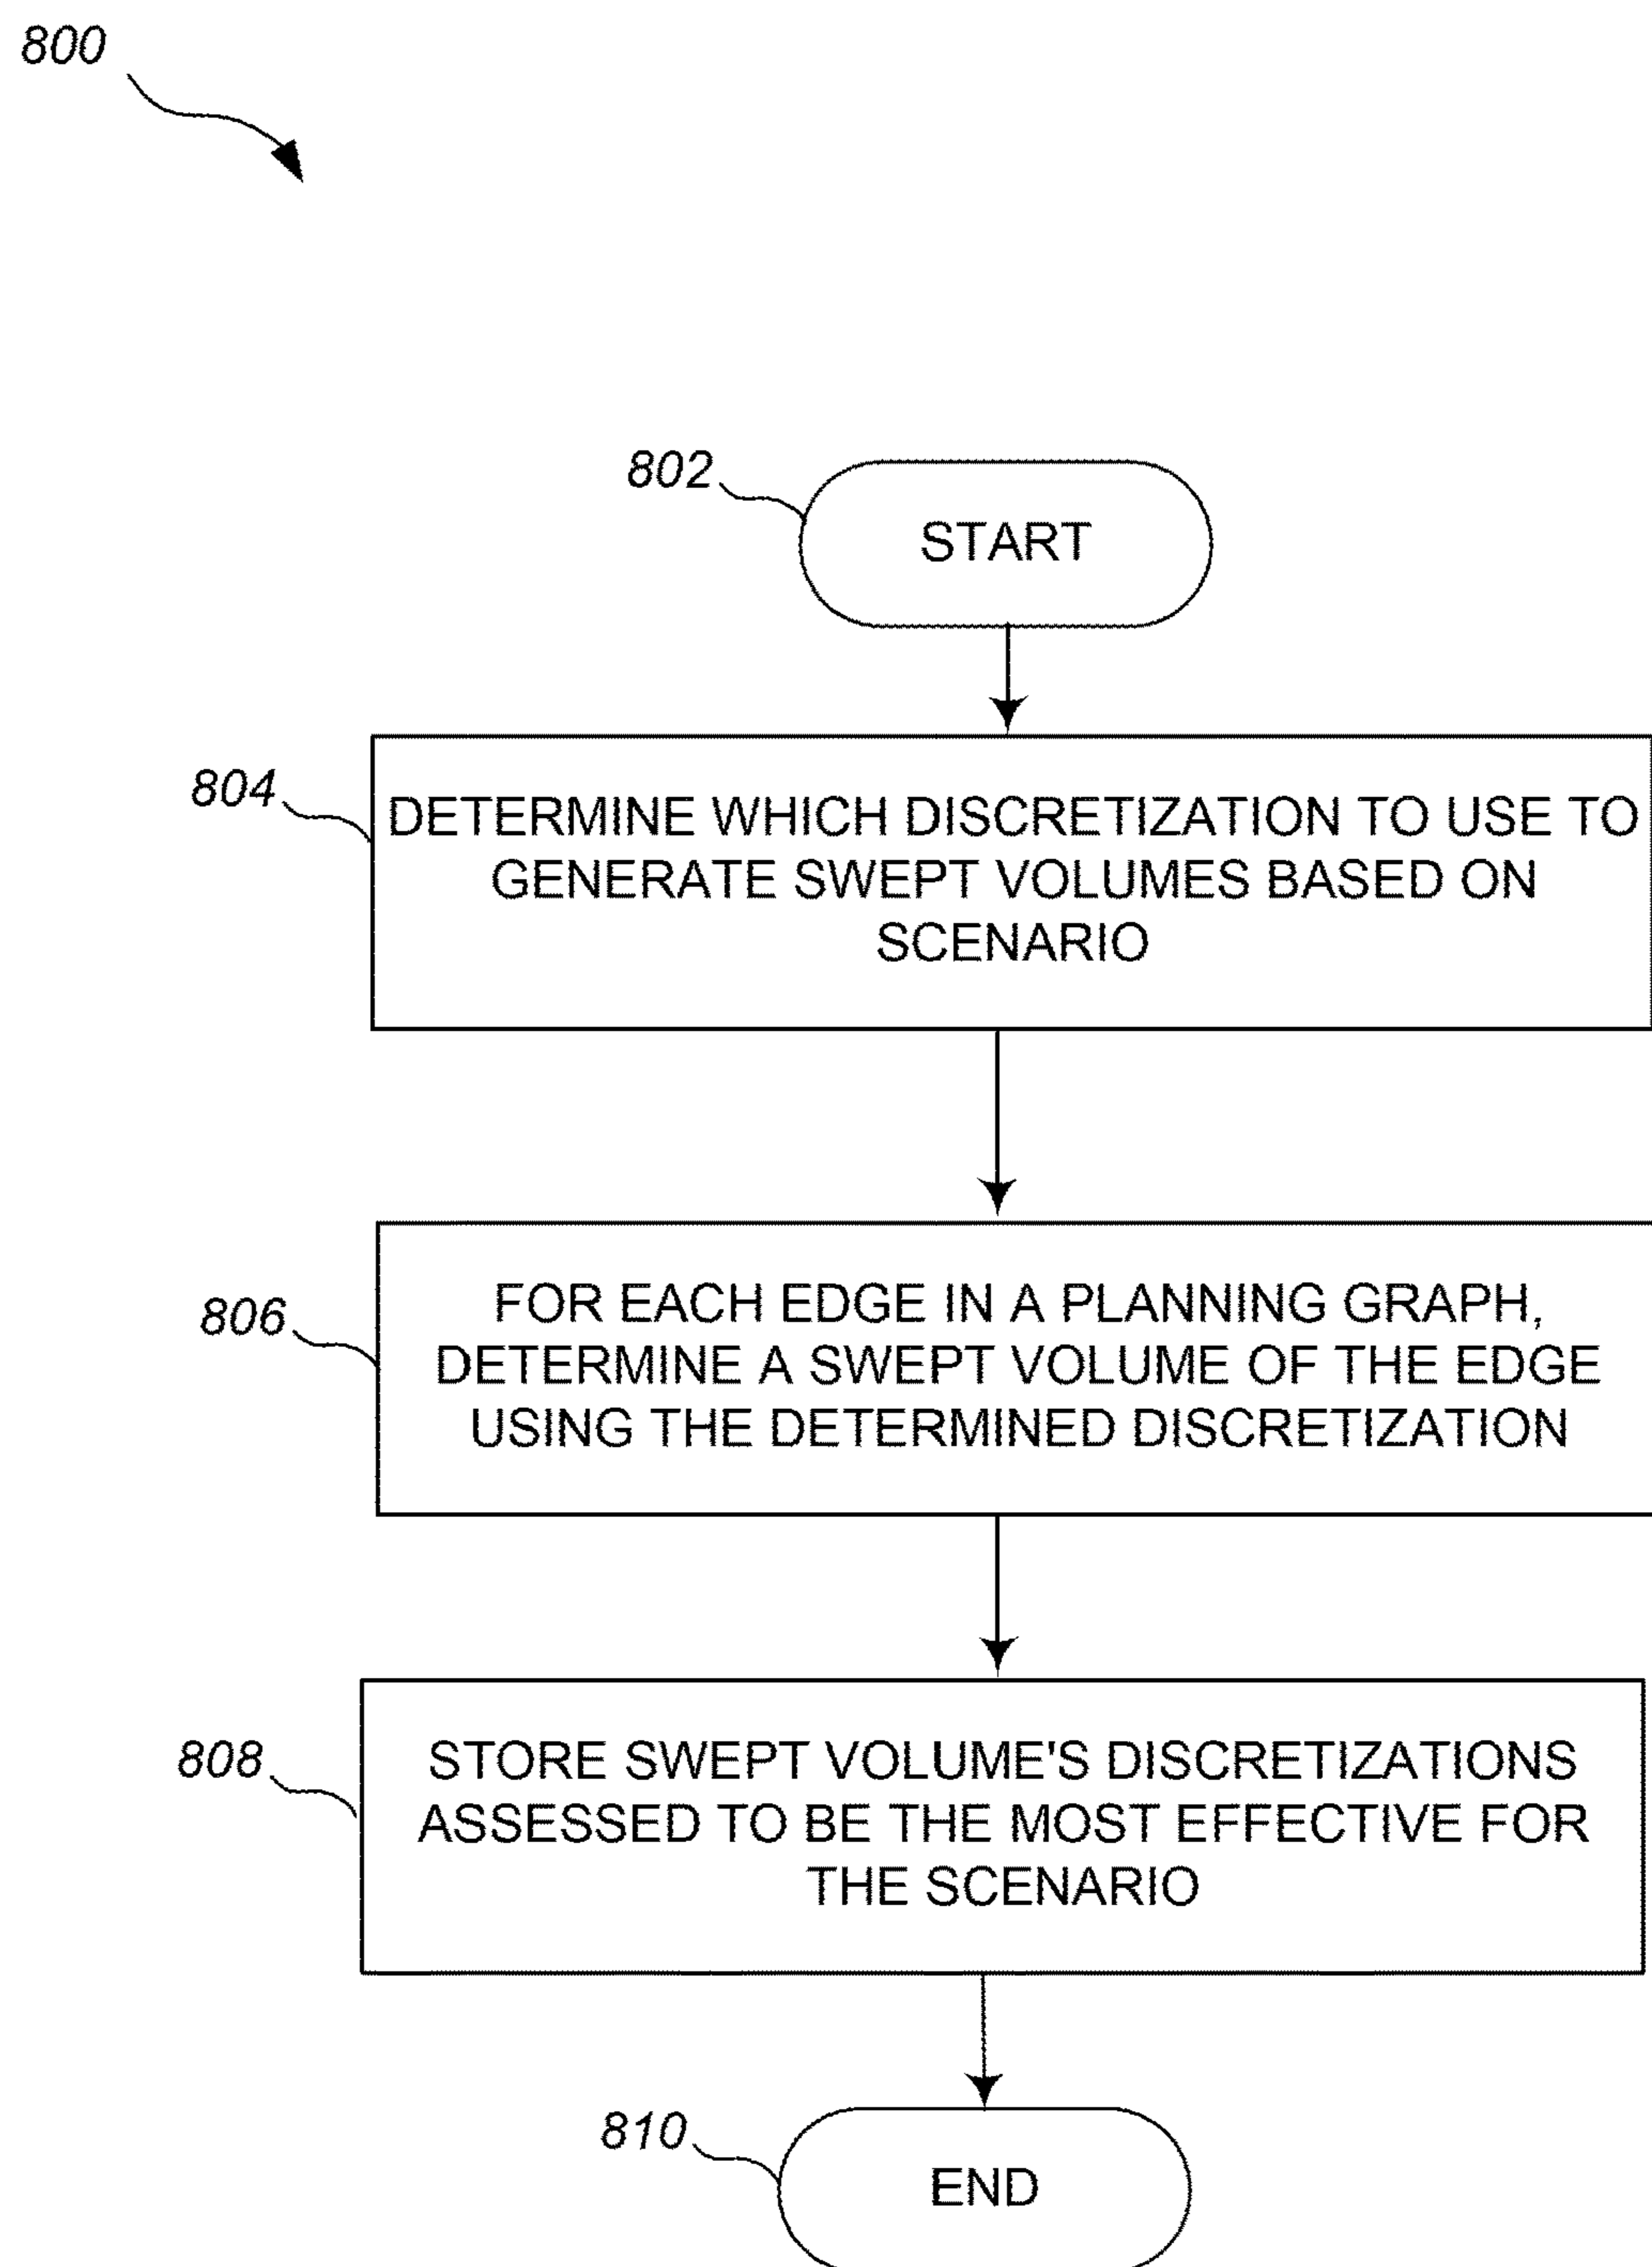 800
802
START
804
DETERMINE WHICH DISCRETIZATION TO USE TO
GENERATE SWEPT VOLUMES BASED ON
SCENARIO
806
FOR EACH EDGE IN A PLANNING GRAPH,
DETERMINE A SWEPT VOLUME OF THE EDGE
USING THE DETERMINED DISCRETIZATION
808
STORE SWEPT VOLUME'S DISCRETIZATIONS
ASSESSED TO BE THE MOST EFFECTIVE FOR
THE SCENARIO
810
END